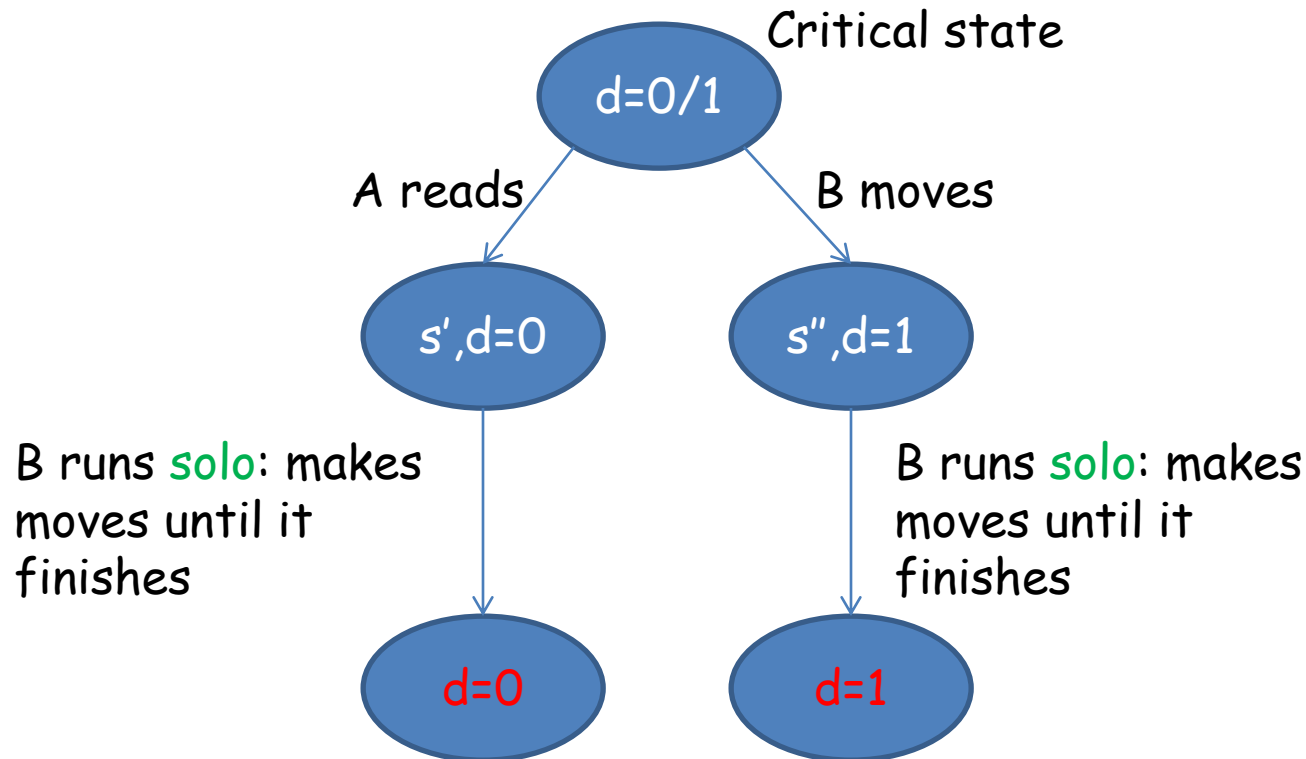 Critical state
d=0/1
A reads
B moves
s',d=0
s",d=1
B runs solo: makes
moves until it
finishes
B runs solo: makes
moves until it
finishes
d=0
d=1